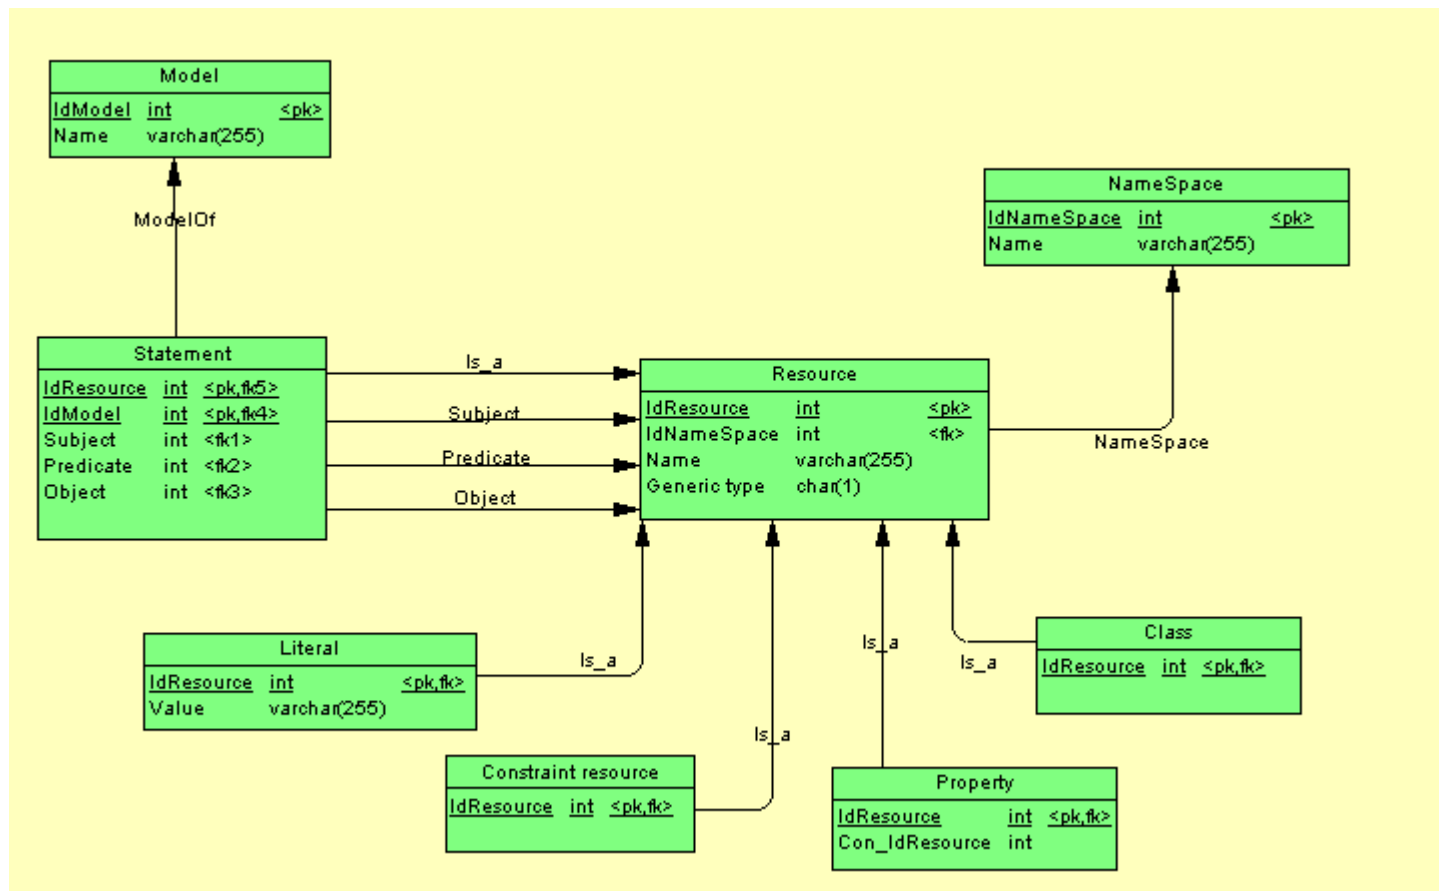 Model
IdModel int <pk>
Name varchar(255)
ModelOf
NameSpace
IdNameSpace int <pk>
Name varchar(255)
NameSpace
Statement
IdResource int <pk,fk5>
IdModel int <pk,fk4>
Subject int <fk1>
Predicate int <fk2>
Object int <fk3>
Is_a
Subject
Predicate
Object
Resource
IdResource int <pk>
IdNameSpace int <fk>
Name varchar(255)
Generic type char(1)
Literal
IdResource int <pk,fk>
Value varchar(255)
Is_a
Constraint resource
IdResource int <pk,fk>
Is_a
Property
IdResource int <pk,fk>
Con_IdResource int
Is_a
Class
IdResource int <pk,fk>
Is_a